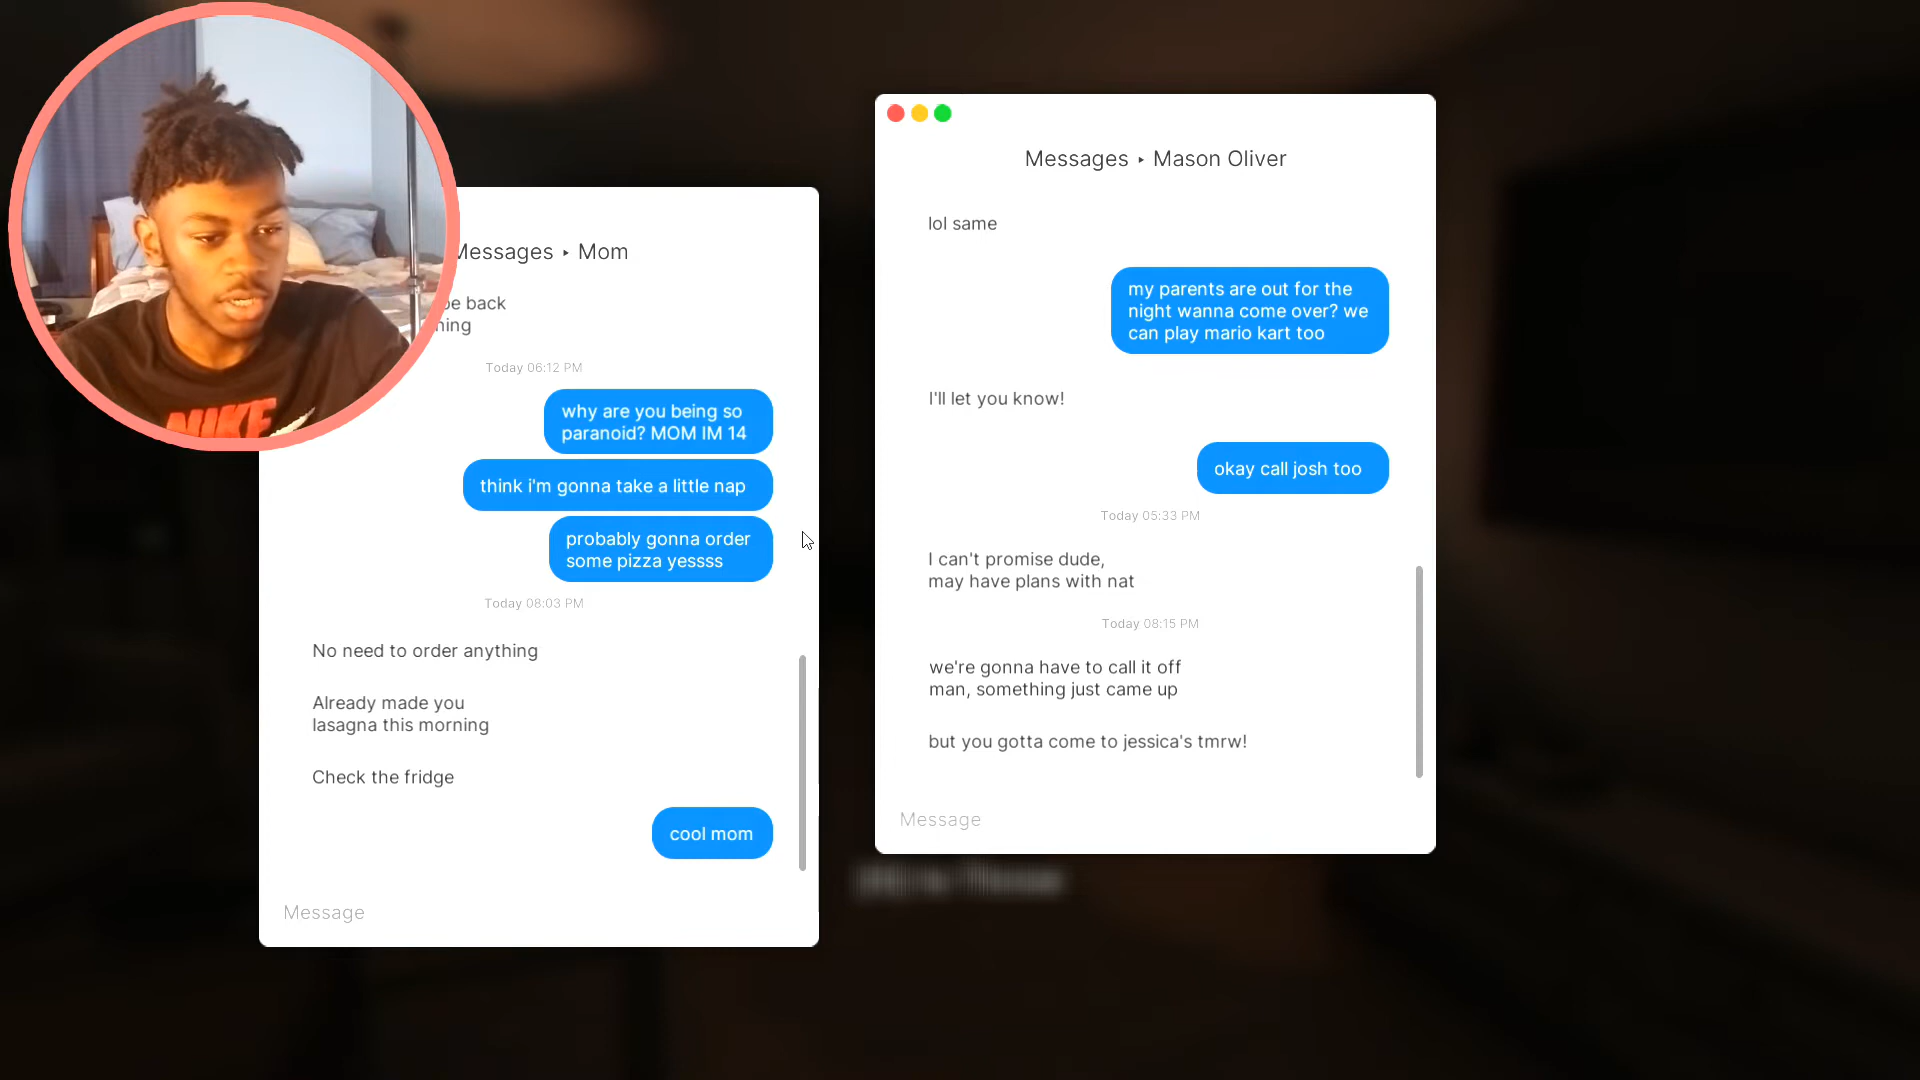 NIKE
Messages ▸ Mom
be back
Today 06:12 PM
why are you being so
paranoid? MOM IM 14
think i'm gonna take a little nap
probably gonna order
some pizza yessss
Today 08:03 PM
No need to order anything
Already made you
lasagna this morning
Check the fridge
cool mom
Message
Messages ▸ Mason Oliver
lol same
my parents are out for the
night wanna come over? we
can play mario kart too
I'll let you know!
okay call josh too
Today 05:33 PM
I can't promise dude,
may have plans with nat
Today 08:15 PM
we're gonna have to call it off
man, something just came up
but you gotta come to jessica's tmrw!
Message